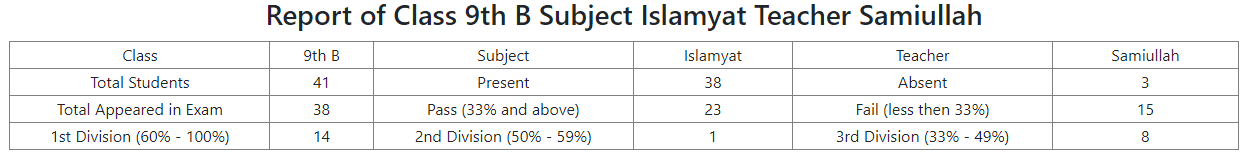 Report of Class 9th B Subject Islamyat Teacher Samiullah
Class 9th B Subject Islamyat Teacher Samiullah
Total Students 41 Present 38 Absent 3
Total Appeared in Exam 38 Pass (33% and above) 23 Fail (less then 33%) 15
1st Division (60% - 100%) 14 2nd Division (50% - 59%) 1 3rd Division (33% - 49%) 8